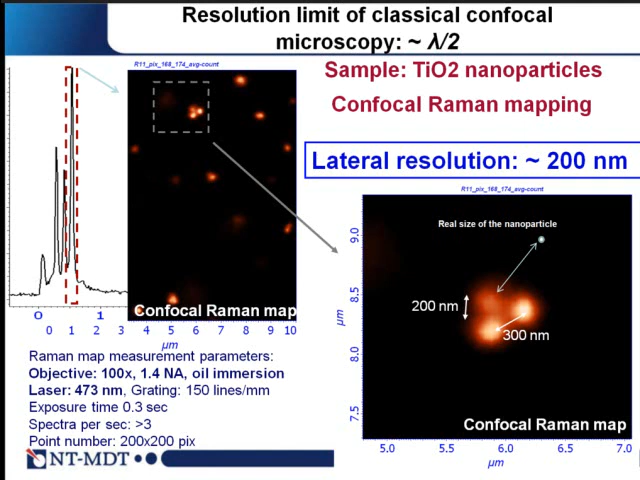 Resolution limit of classical confocal
microscopy: ~ λ/2
R11_pix_168_174_avg-count
Sample: TiO2 nanoparticles
Confocal Raman mapping
Lateral resolution: ~ 200 nm
R11_pix_168_174_avg-count
Real size of the nanoparticle
9.0
8.5
8.0
7.5
µm
200 nm
300 nm
Confocal Raman map
5.0 5.5 6.0 6.5 7.0
µm
Confocal Raman map
0 1
0 1 2 3 4 5 6 7 8 9 10
µm
Raman map measurement parameters:
Objective: 100x, 1.4 NA, oil immersion
Laser: 473 nm, Grating: 150 lines/mm
Exposure time 0.3 sec
Spectra per sec: >3
Point number: 200x200 pix
NT-MDT